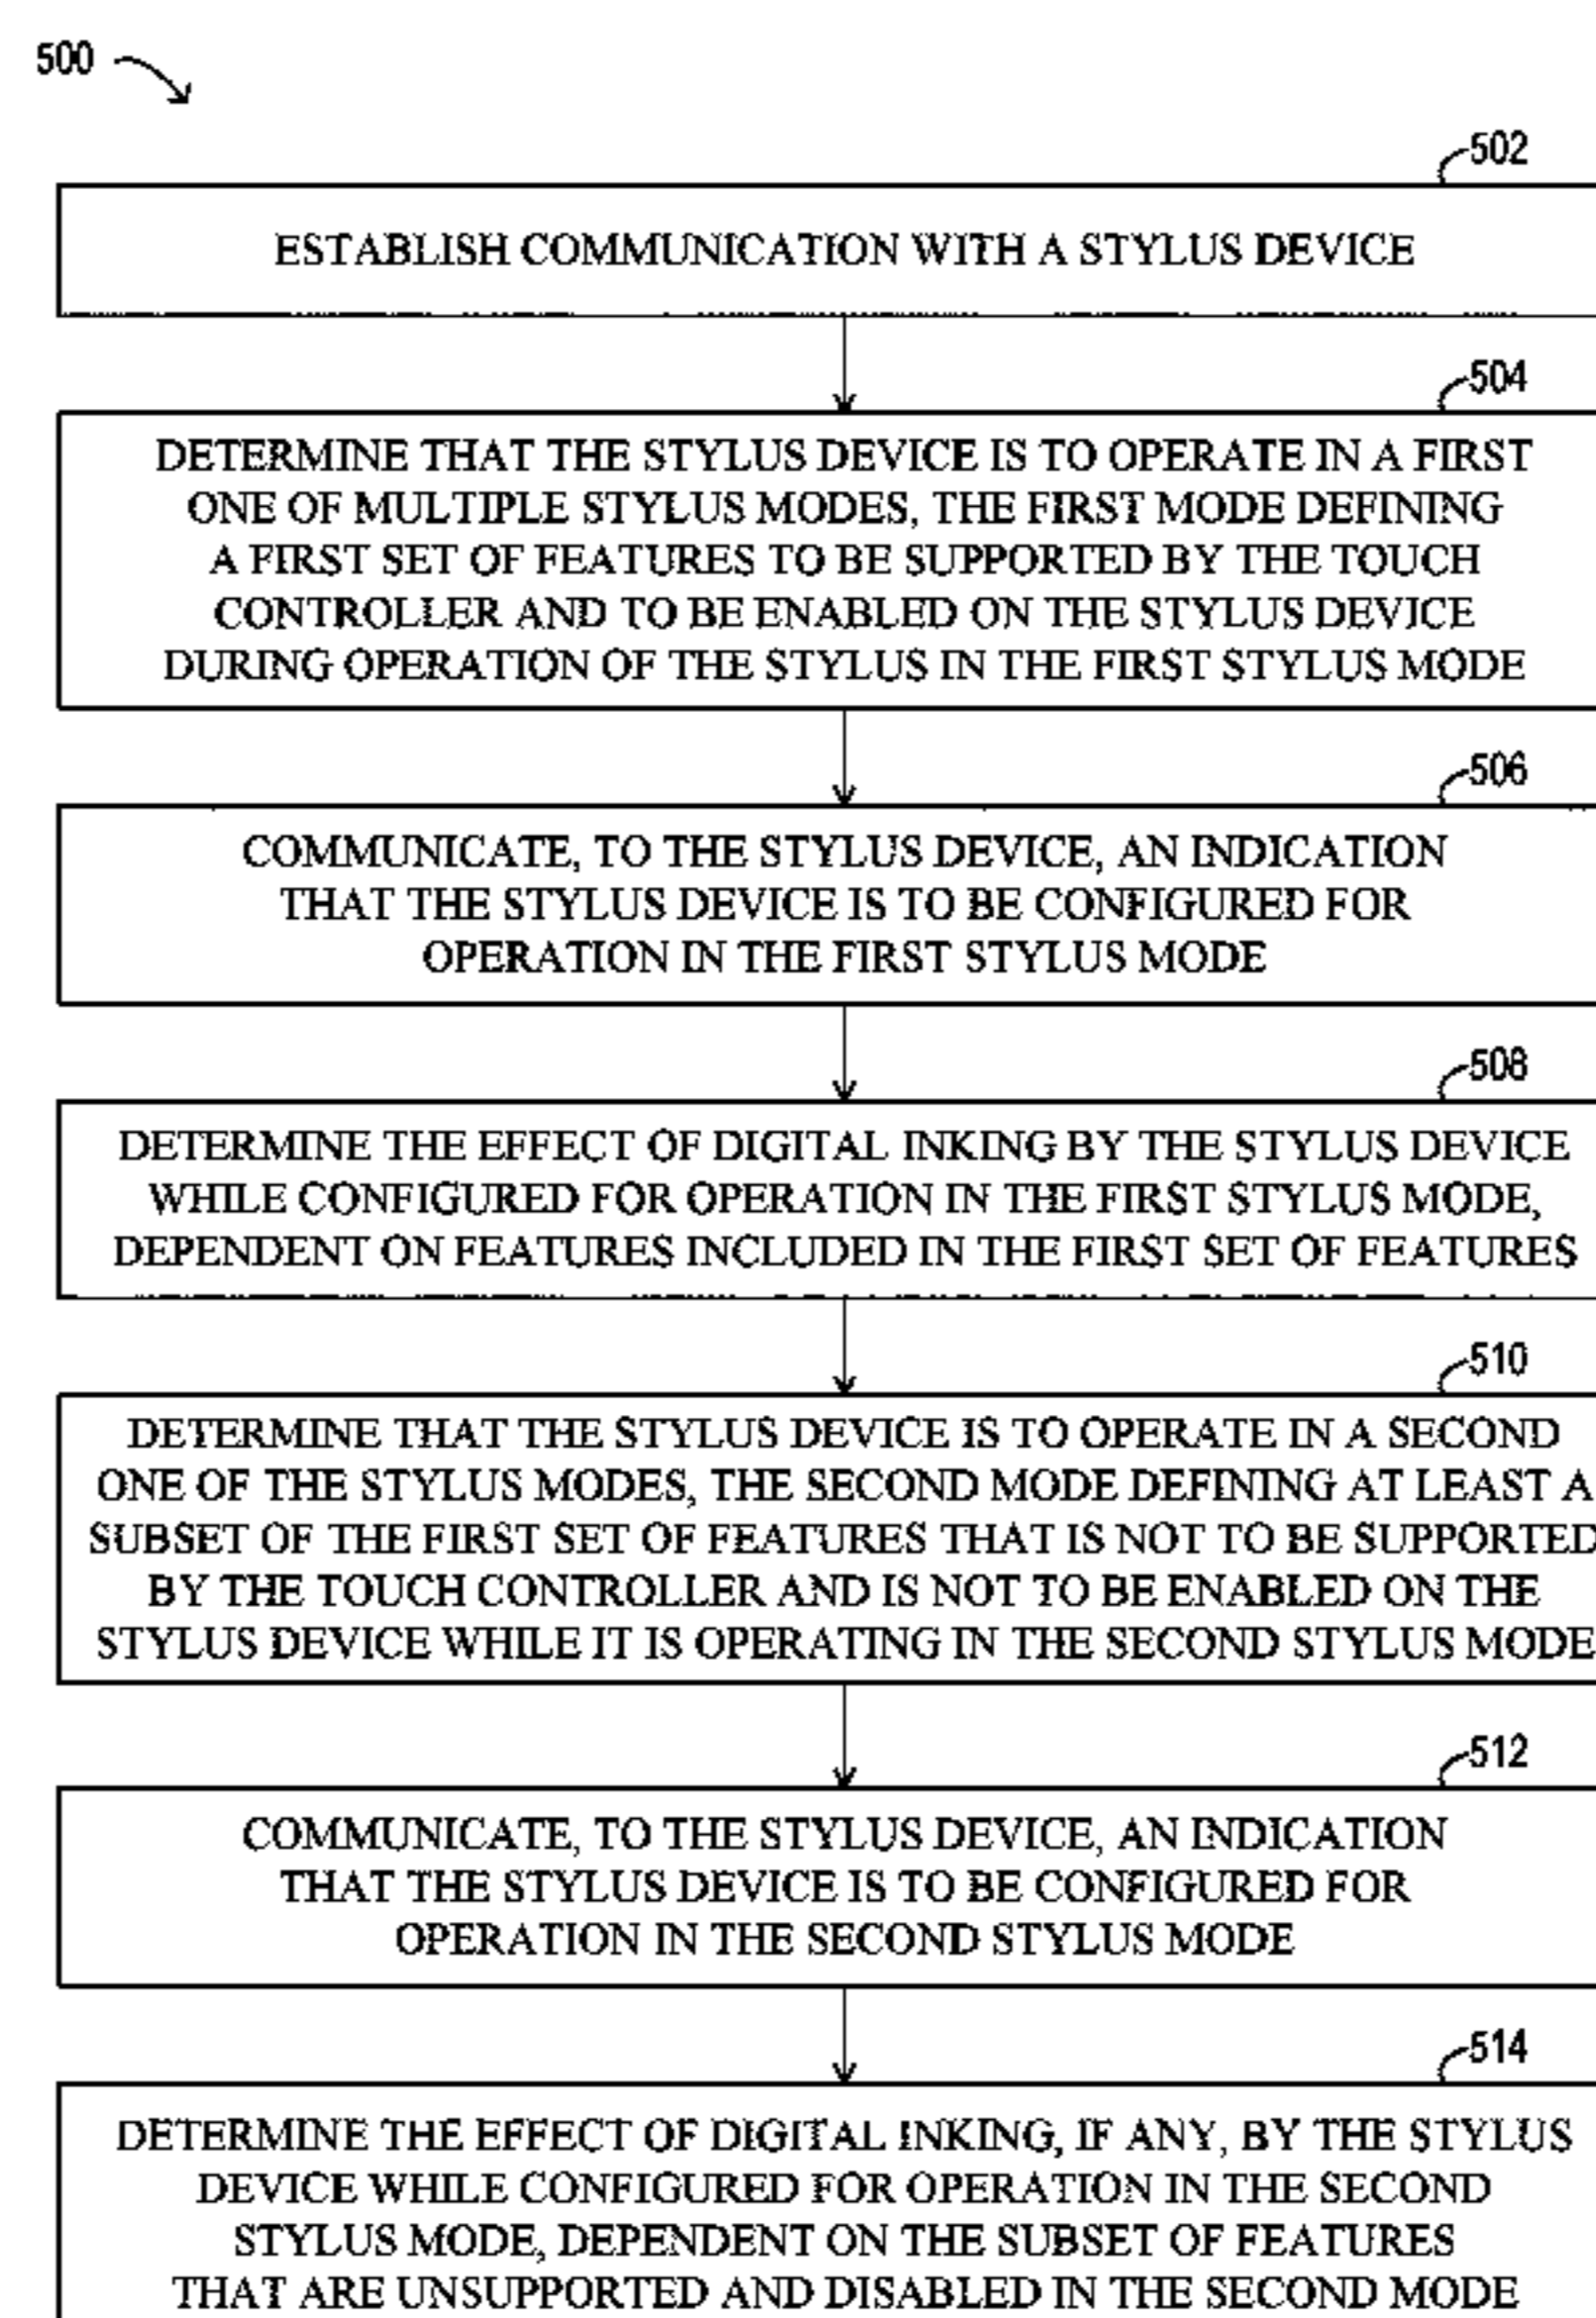 500
502
ESTABLISH COMMUNICATION WITH A STYLUS DEVICE
504
DETERMINE THAT THE STYLUS DEVICE IS TO OPERATE IN A FIRST
ONE OF MULTIPLE STYLUS MODES, THE FIRST MODE DEFINING
A FIRST SET OF FEATURES TO BE SUPPORTED BY THE TOUCH
CONTROLLER AND TO BE ENABLED ON THE STYLUS DEVICE
DURING OPERATION OF THE STYLUS IN THE FIRST STYLUS MODE
506
COMMUNICATE, TO THE STYLUS DEVICE, AN INDICATION
THAT THE STYLUS DEVICE IS TO BE CONFIGURED FOR
OPERATION IN THE FIRST STYLUS MODE
508
DETERMINE THE EFFECT OF DIGITAL INKING BY THE STYLUS DEVICE
WHILE CONFIGURED FOR OPERATION IN THE FIRST STYLUS MODE,
DEPENDENT ON FEATURES INCLUDED IN THE FIRST SET OF FEATURES
510
DETERMINE THAT THE STYLUS DEVICE IS TO OPERATE IN A SECOND
ONE OF THE STYLUS MODES, THE SECOND MODE DEFINING AT LEAST A
SUBSET OF THE FIRST SET OF FEATURES THAT IS NOT TO BE SUPPORTED
BY THE TOUCH CONTROLLER AND IS NOT TO BE ENABLED ON THE
STYLUS DEVICE WHILE IT IS OPERATING IN THE SECOND STYLUS MODE
512
COMMUNICATE, TO THE STYLUS DEVICE, AN INDICATION
THAT THE STYLUS DEVICE IS TO BE CONFIGURED FOR
OPERATION IN THE SECOND STYLUS MODE
514
DETERMINE THE EFFECT OF DIGITAL INKING, IF ANY, BY THE STYLUS
DEVICE WHILE CONFIGURED FOR OPERATION IN THE SECOND
STYLUS MODE, DEPENDENT ON THE SUBSET OF FEATURES
THAT ARE UNSUPPORTED AND DISABLED IN THE SECOND MODE